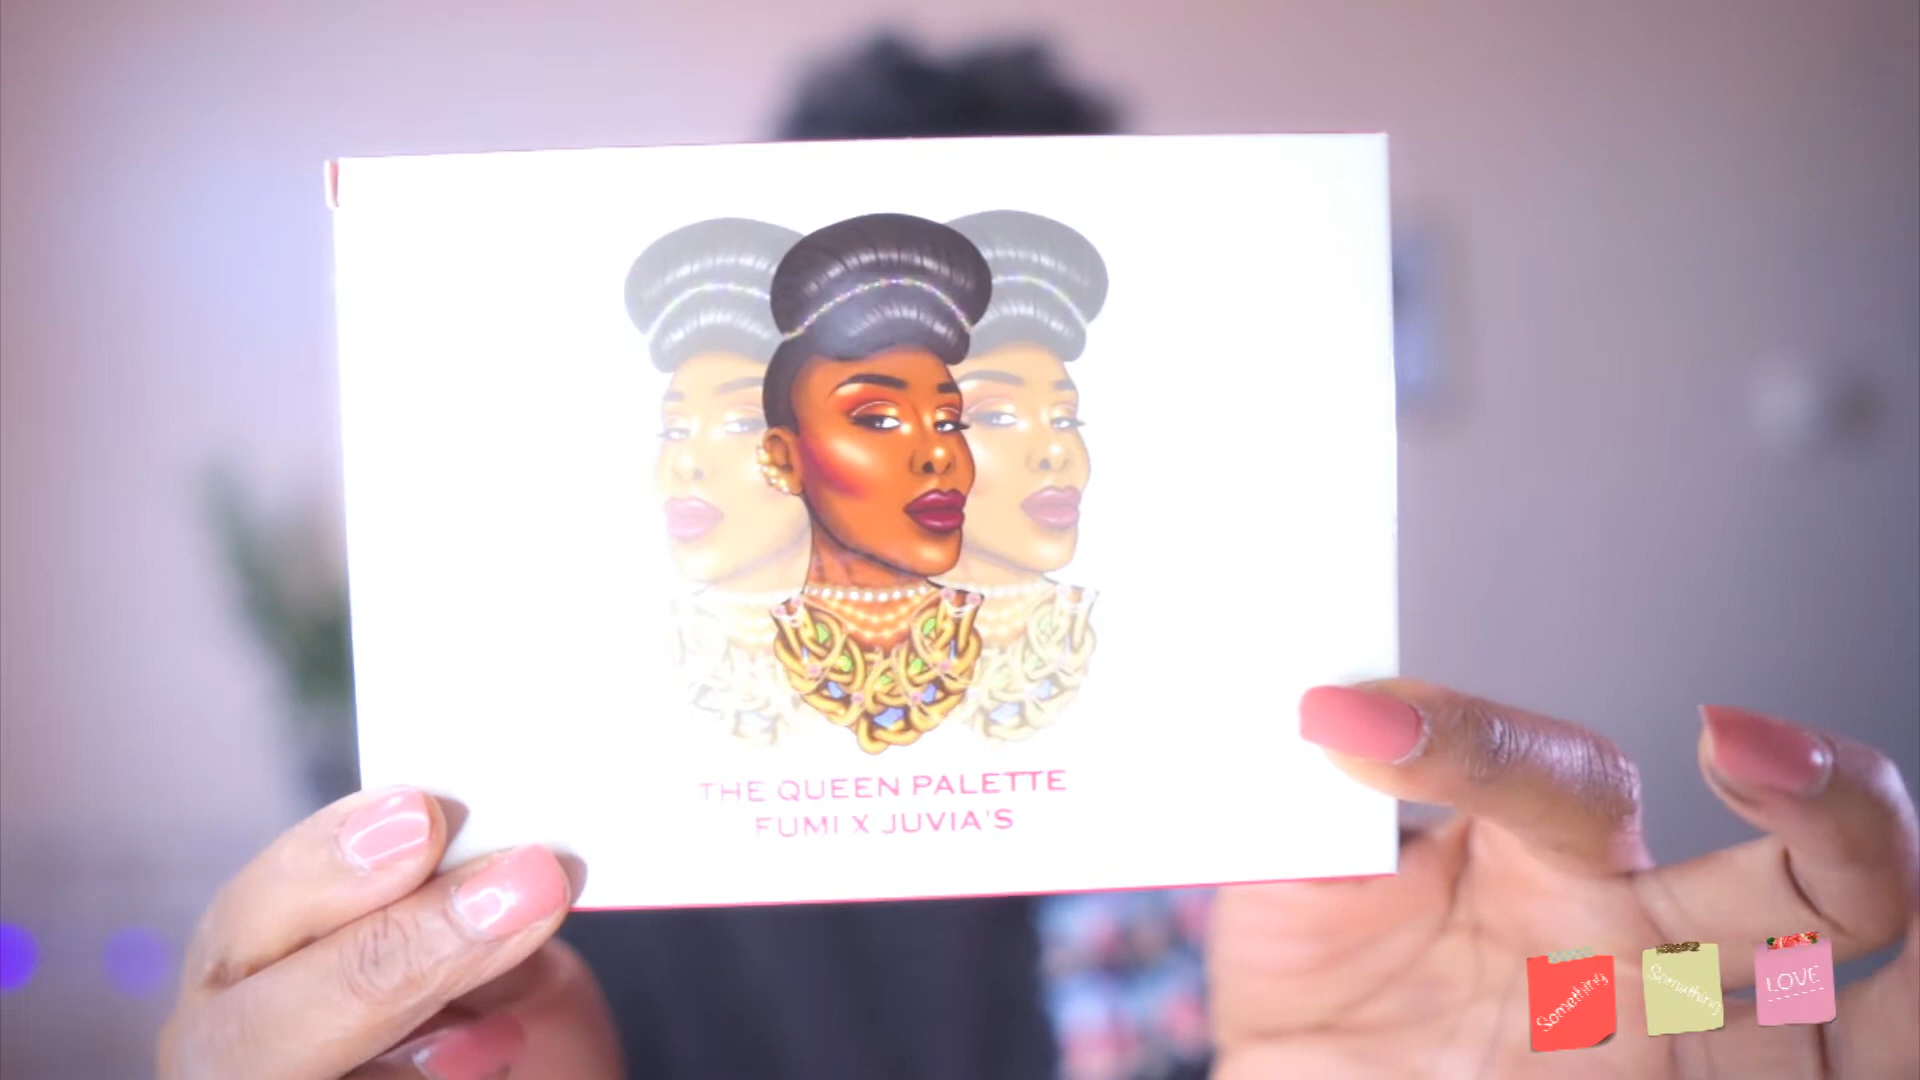 THE QUEEN PALETTE
FUMI X JUVIA'S
Something
Something
LOVE